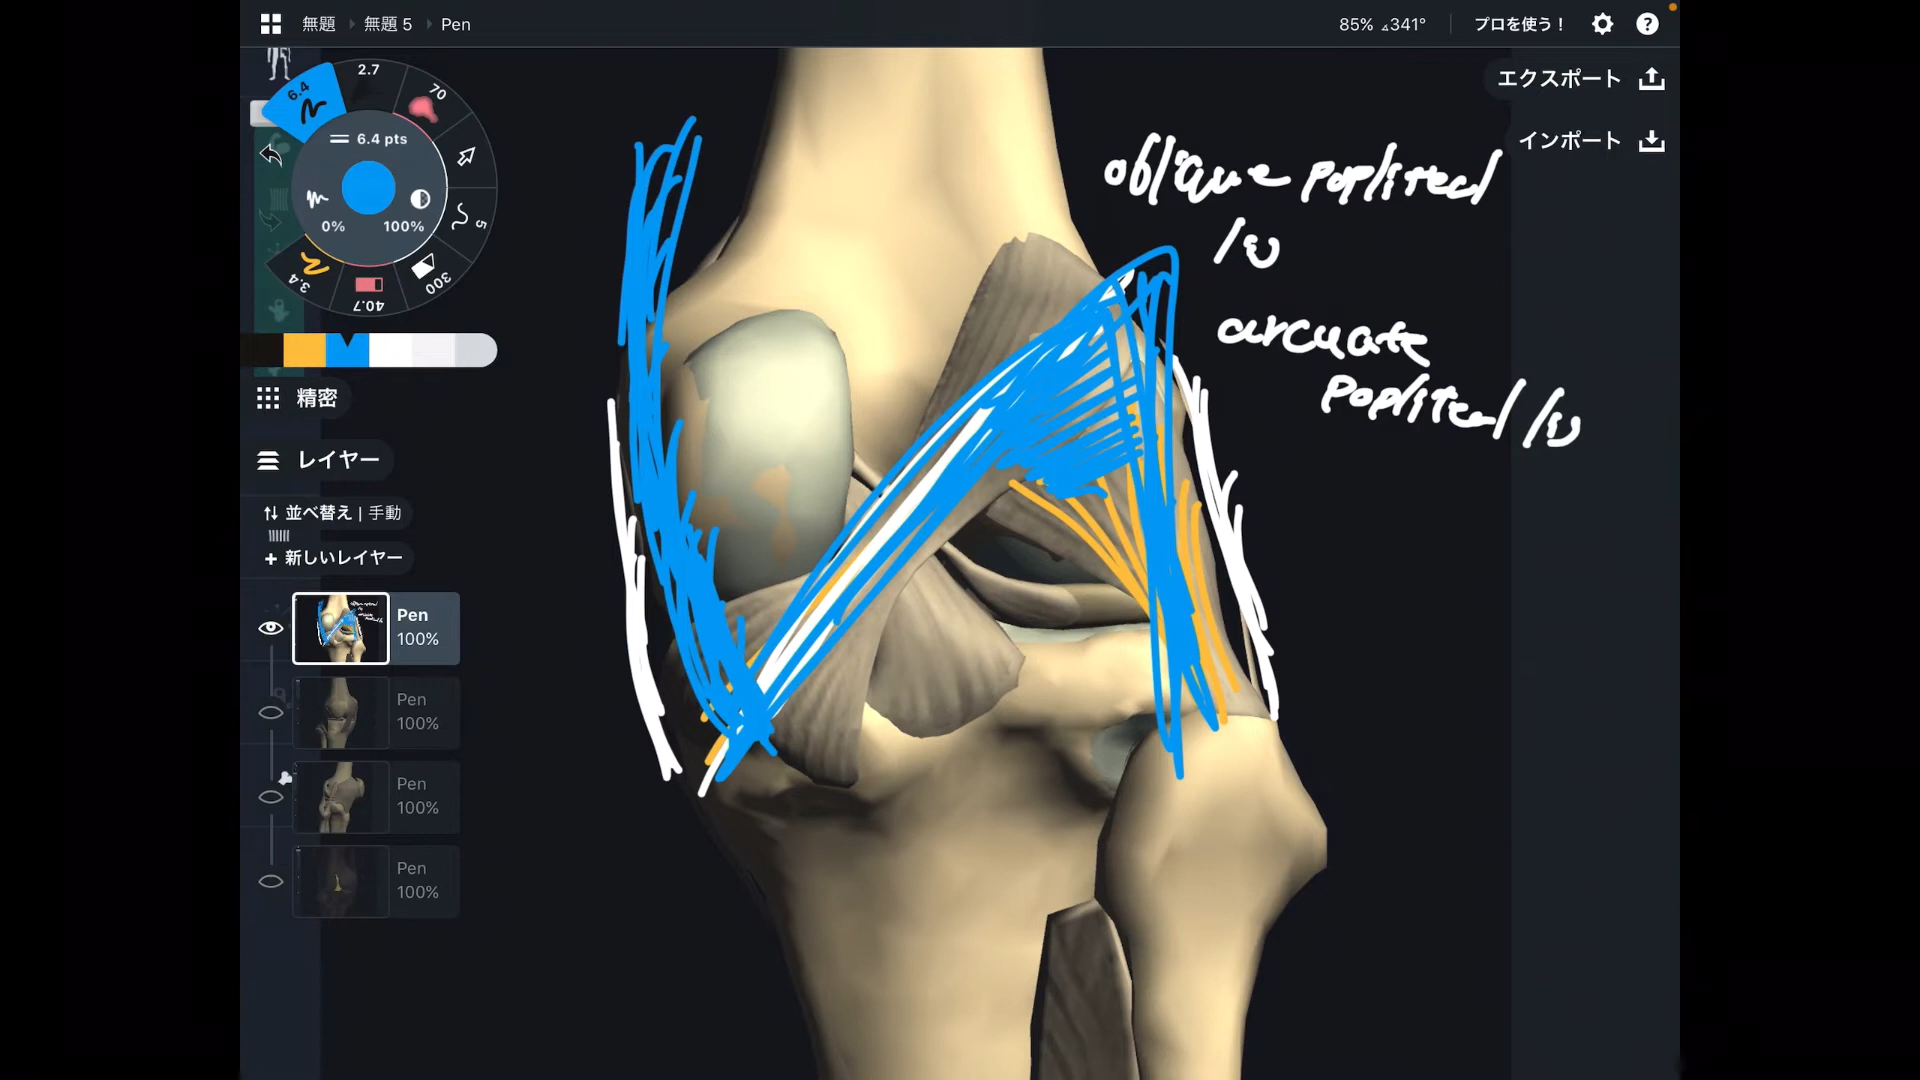 無題 無題 5 Pen
85% ⊿341° プロを使う！
エクスポート
インポート
2.7
6.4
70
6.4 pts
5
0% 100%
300
40.7
3.4
精密
レイヤー
並べ替え | 手動
+ 新しいレイヤー
Pen
100%
Pen
100%
Pen
100%
Pen
100%
oblique popliteal
lig
arcuate
popliteal lig